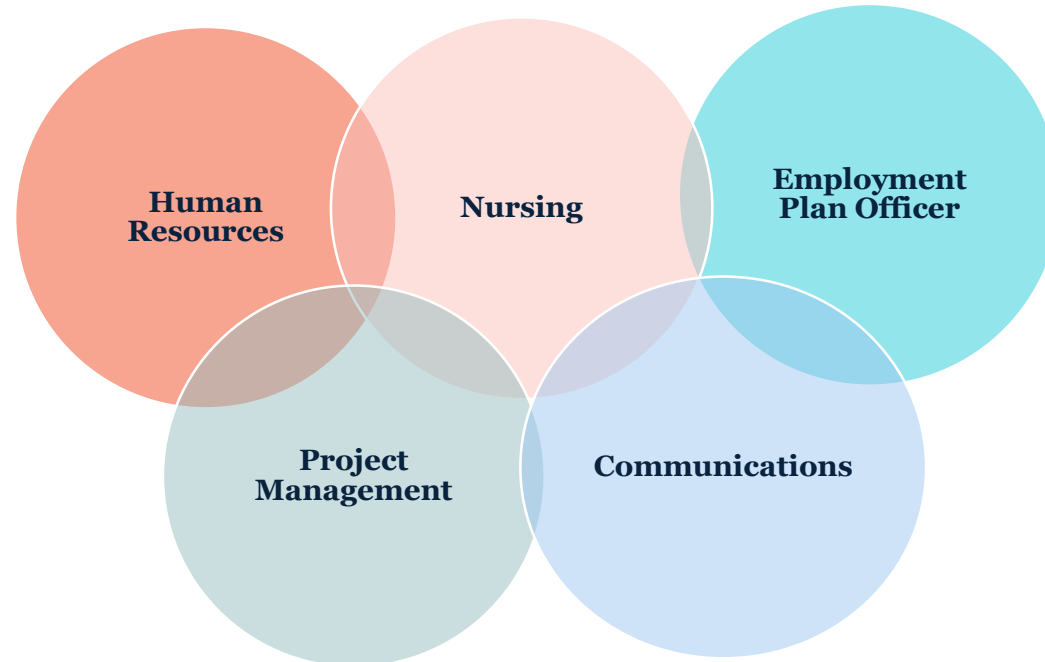 Human
Resources
Nursing
Employment
Plan Officer
Project
Management
Communications